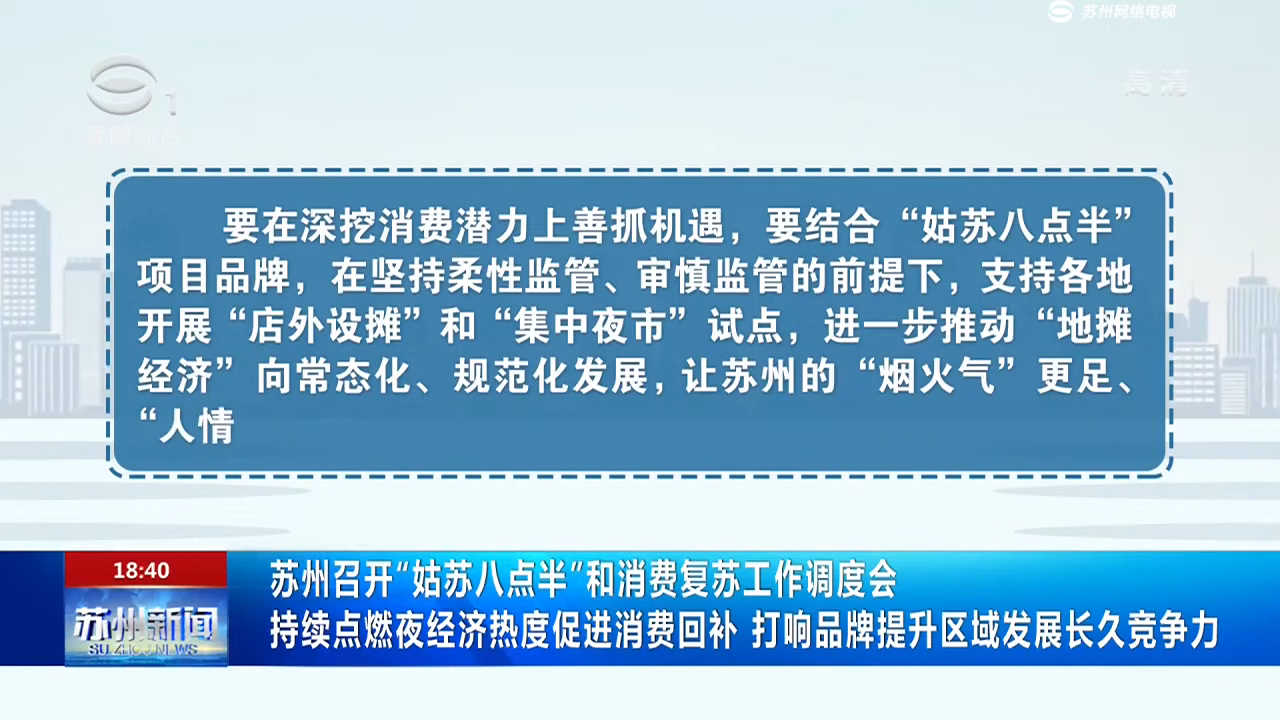 苏州网络电视
高清
1
要在深挖消费潜力上善抓机遇，要结合“姑苏八点半”
项目品牌，在坚持柔性监管、审慎监管的前提下，支持各地
开展“店外设摊”和“集中夜市”试点，进一步推动“地摊
经济”向常态化、规范化发展，让苏州的“烟火气”更足、
“人情
18:40
苏州新闻
SUZHOU NEWS
苏州召开“姑苏八点半”和消费复苏工作调度会
持续点燃夜经济热度促进消费回补 打响品牌提升区域发展长久竞争力